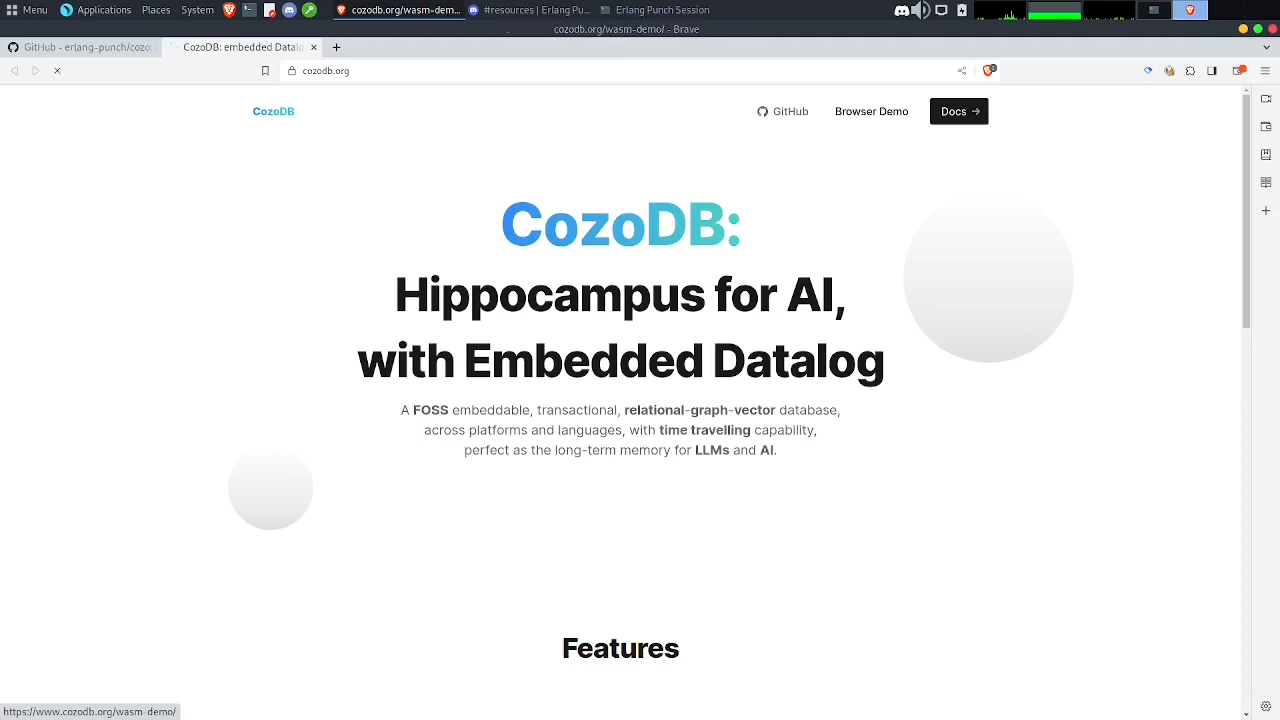 Menu Applications Places System cozodb.org/wasm-dem... #resources | Erlang Pu... Erlang Punch Session
cozodb.org/wasm-demo/ - Brave
GitHub - erlang-punch/cozo: CozoDB: embedded Datalo
cozodb.org
CozoDB GitHub Browser Demo Docs →
CozoDB:
Hippocampus for AI,
with Embedded Datalog
A FOSS embeddable, transactional, relational-graph-vector database,
across platforms and languages, with time travelling capability,
perfect as the long-term memory for LLMs and AI.
Features
https://www.cozodb.org/wasm-demo/